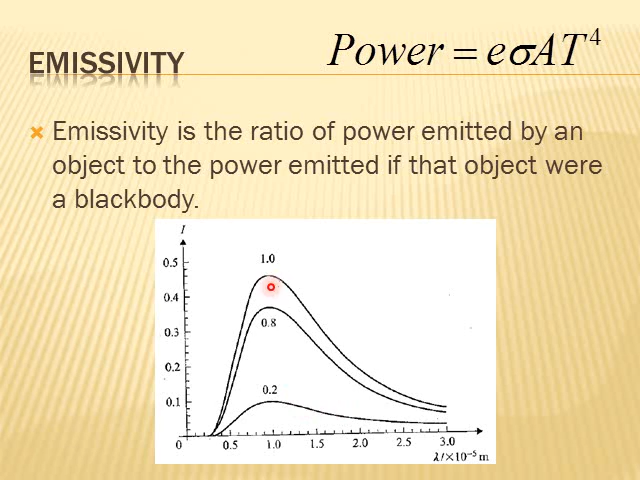 EMISSIVITY
Power = eσAT⁴
Emissivity is the ratio of power emitted by an
object to the power emitted if that object were
a blackbody.
I
0.5
0.4
0.3
0.2
0.1
1.0
0.8
0.2
0 0.5 1.0 1.5 2.0 2.5 3.0
λ/×10⁻⁵ m